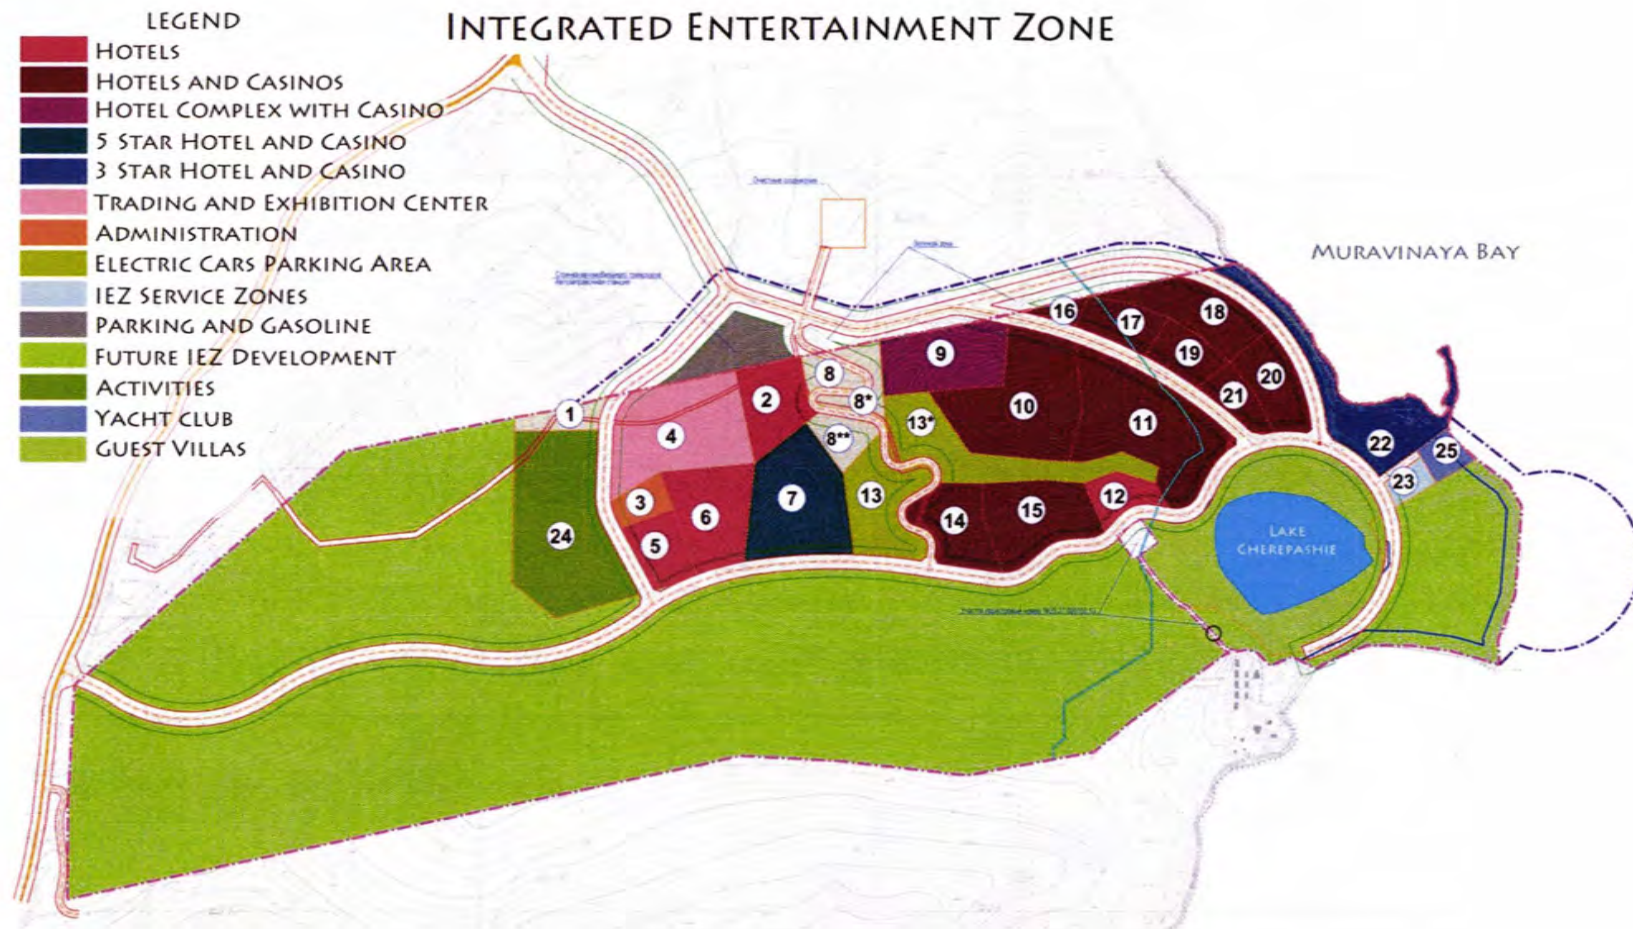 INTEGRATED ENTERTAINMENT ZONE
LEGEND
HOTELS
HOTELS AND CASINOS
HOTEL COMPLEX WITH CASINO
5 STAR HOTEL AND CASINO
3 STAR HOTEL AND CASINO
TRADING AND EXHIBITION CENTER
ADMINISTRATION
ELECTRIC CARS PARKING AREA
IEZ SERVICE ZONES
PARKING AND GASOLINE
FUTURE IEZ DEVELOPMENT
ACTIVITIES
YACHT CLUB
GUEST VILLAS
Очистные сооружения
MURAVINAYA BAY
16
17
18
19
20
21
9
8
8*
8**
2
1
4
10
11
13*
13
22
25
23
3
6
5
7
12
14
15
24
LAKE
CHEREPASHIE